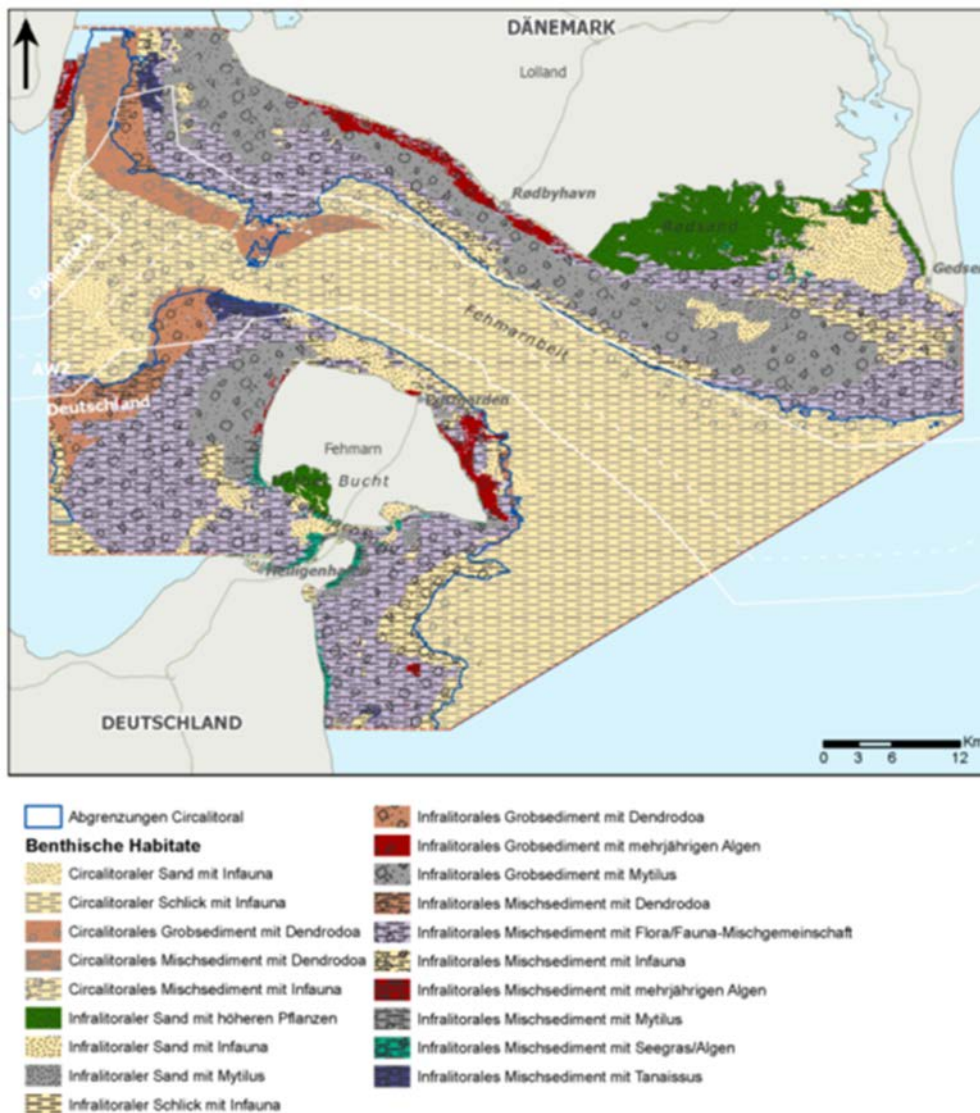 DÄNEMARK
Lolland
Rødbyhavn
Rødsand
Gedser
Dänemark
Fehmarnbelt
AWZ
Deutschland
Puttgarden
Fehmarn
Bucht
Heiligenhafen
DEUTSCHLAND
Km
0 3 6 12
Abgrenzungen Circalitoral
Benthische Habitate
Circalitoraler Sand mit Infauna
Circalitoraler Schlick mit Infauna
Circalitorales Grobsediment mit Dendrodoa
Circalitorales Mischsediment mit Dendrodoa
Circalitorales Mischsediment mit Infauna
Infralitoraler Sand mit höheren Pflanzen
Infralitoraler Sand mit Infauna
Infralitoraler Sand mit Mytilus
Infralitoraler Schlick mit Infauna
Infralitorales Grobsediment mit Dendrodoa
Infralitorales Grobsediment mit mehrjährigen Algen
Infralitorales Grobsediment mit Mytilus
Infralitorales Mischsediment mit Dendrodoa
Infralitorales Mischsediment mit Flora/Fauna-Mischgemeinschaft
Infralitorales Mischsediment mit Infauna
Infralitorales Mischsediment mit mehrjährigen Algen
Infralitorales Mischsediment mit Mytilus
Infralitorales Mischsediment mit Seegras/Algen
Infralitorales Mischsediment mit Tanaissus